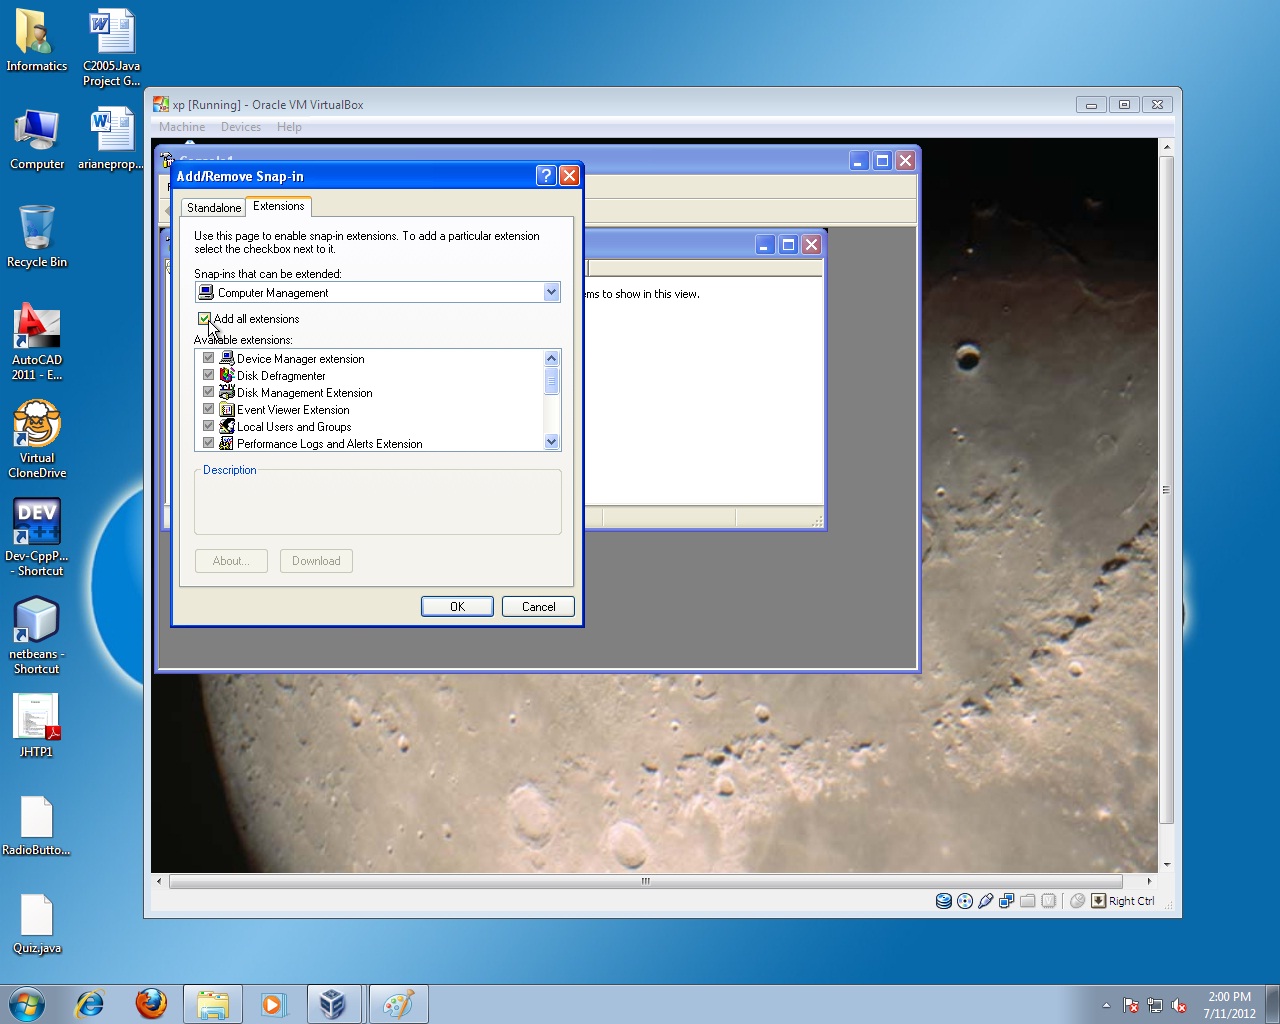 Informatics
C2005.Java
Project G...
Computer
arianeprop...
Recycle Bin
AutoCAD
2011 - E...
Virtual
CloneDrive
DEV
C++
Dev-CppP...
- Shortcut
netbeans -
Shortcut
JHTP1
RadioButto...
Quiz.java
xp [Running] - Oracle VM VirtualBox
Machine Devices Help
Add/Remove Snap-in
Standalone Extensions
Use this page to enable snap-in extensions. To add a particular extension
select the checkbox next to it.
Snap-ins that can be extended:
Computer Management
Add all extensions
Available extensions:
Device Manager extension
Disk Defragmenter
Disk Management Extension
Event Viewer Extension
Local Users and Groups
Performance Logs and Alerts Extension
Description
About... Download
OK Cancel
to show in this view.
Right Ctrl
2:00 PM
7/11/2012